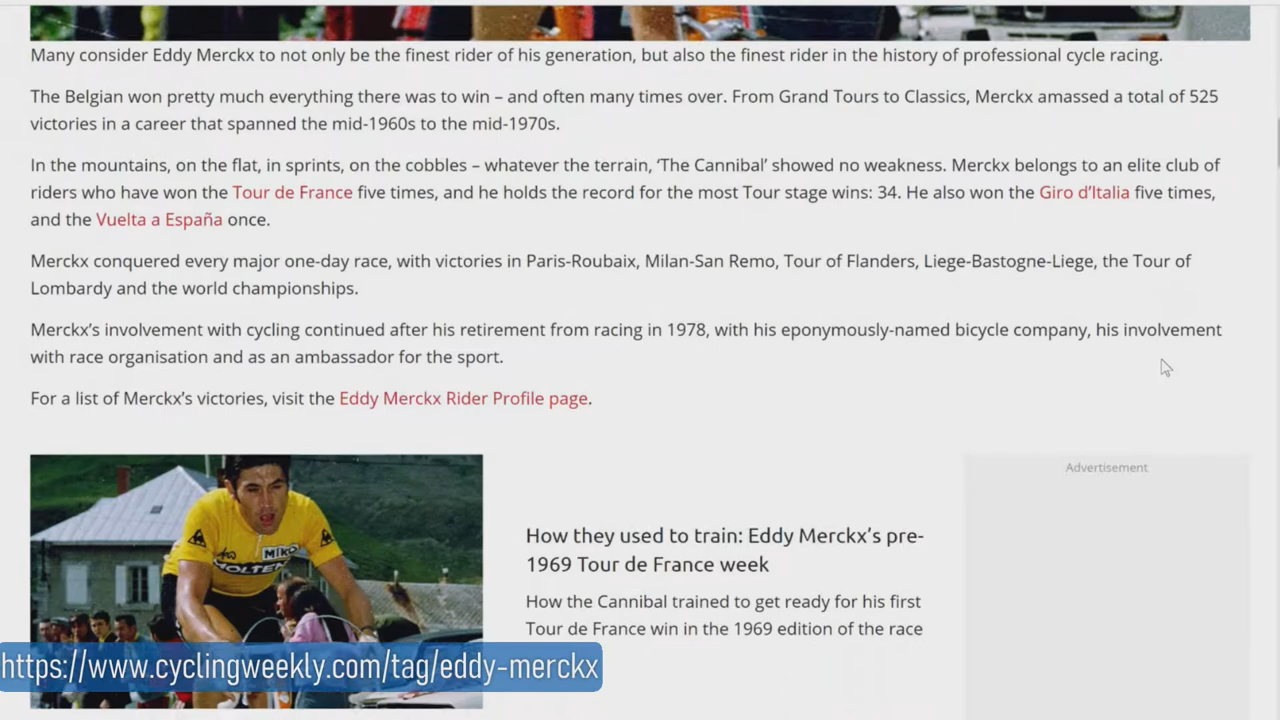 Many consider Eddy Merckx to not only be the finest rider of his generation, but also the finest rider in the history of professional cycle racing.
The Belgian won pretty much everything there was to win – and often many times over. From Grand Tours to Classics, Merckx amassed a total of 525
victories in a career that spanned the mid-1960s to the mid-1970s.
In the mountains, on the flat, in sprints, on the cobbles – whatever the terrain, ‘The Cannibal’ showed no weakness. Merckx belongs to an elite club of
riders who have won the Tour de France five times, and he holds the record for the most Tour stage wins: 34. He also won the Giro d’Italia five times,
and the Vuelta a España once.
Merckx conquered every major one-day race, with victories in Paris-Roubaix, Milan-San Remo, Tour of Flanders, Liege-Bastogne-Liege, the Tour of
Lombardy and the world championships.
Merckx’s involvement with cycling continued after his retirement from racing in 1978, with his eponymously-named bicycle company, his involvement
with race organisation and as an ambassador for the sport.
For a list of Merckx’s victories, visit the Eddy Merckx Rider Profile page.
Advertisement
How they used to train: Eddy Merckx’s pre-
1969 Tour de France week
How the Cannibal trained to get ready for his first
Tour de France win in the 1969 edition of the race
MIKO
MOLTENI
https://www.cyclingweekly.com/tag/eddy-merckx